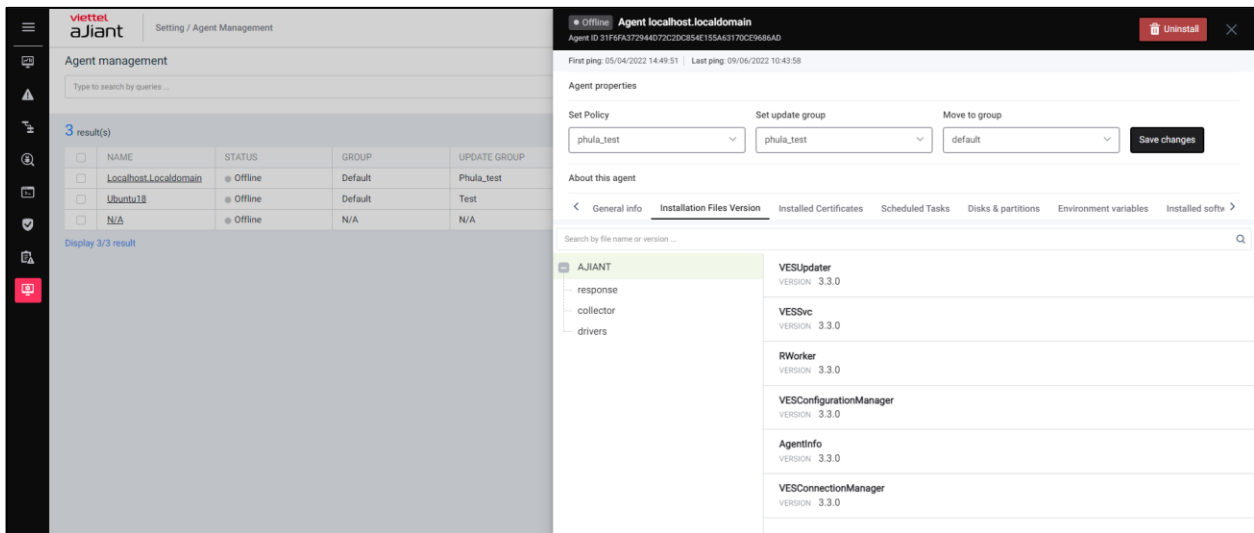 viettel
aJiant
Setting / Agent Management
Agent management
Type to search by queries ...
3 result(s)
NAME STATUS GROUP UPDATE GROUP
Localhost.Localdomain Offline Default Phula_test
Ubuntu18 Offline Default Test
N/A Offline N/A N/A
Display 3/3 result
Offline Agent localhost.localdomain
Agent ID 31F6FA372944D72C2DC854E155A63170CE9686AD
Uninstall
First ping: 05/04/2022 14:49:51 Last ping: 09/06/2022 10:43:58
Agent properties
Set Policy Set update group Move to group
phula_test phula_test default Save changes
About this agent
General info Installation Files Version Installed Certificates Scheduled Tasks Disks & partitions Environment variables Installed softw
Search by file name or version ...
AJIANT
response
collector
drivers
VESUpdater
VERSION 3.3.0
VESSvc
VERSION 3.3.0
RWorker
VERSION 3.3.0
VESConfigurationManager
VERSION 3.3.0
AgentInfo
VERSION 3.3.0
VESConnectionManager
VERSION 3.3.0